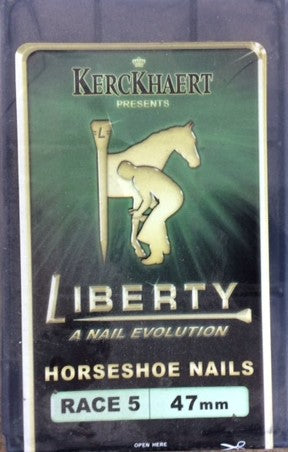 KERCKHAERT
PRESENTS
L
LIBERTY
A NAIL EVOLUTION
HORSESHOE NAILS
RACE 5 47mm
OPEN HERE